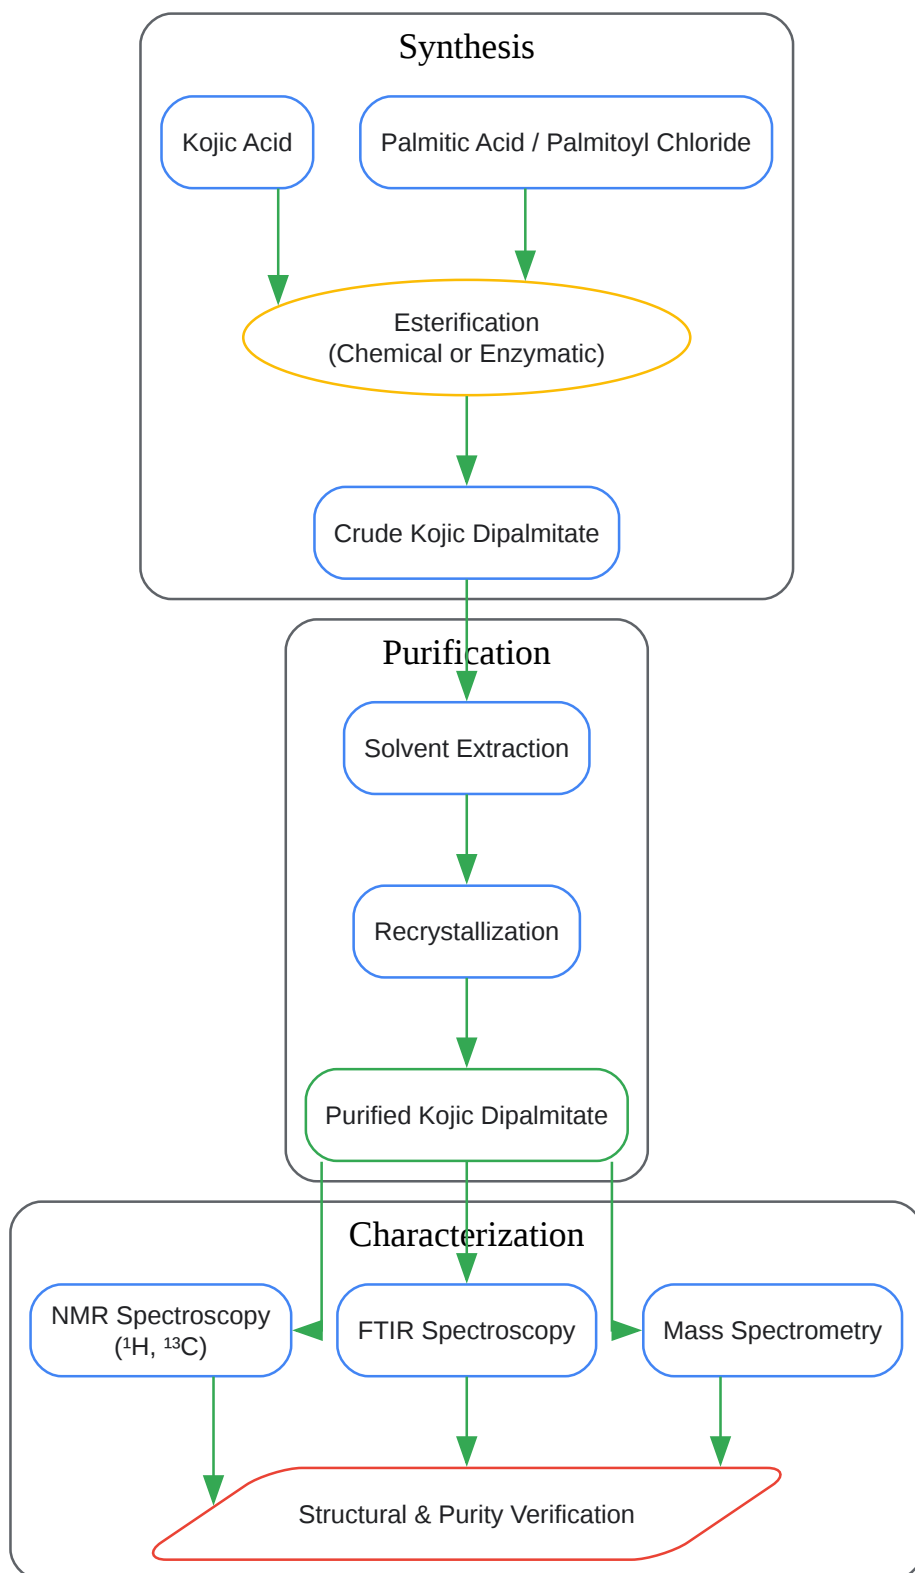 Synthesis
Kojic Acid
Palmitic Acid / Palmitoyl Chloride
Esterification
(Chemical or Enzymatic)
Crude Kojic Dipalmitate
Purification
Solvent Extraction
Recrystallization
Purified Kojic Dipalmitate
Characterization
NMR Spectroscopy
(¹H, ¹³C)
FTIR Spectroscopy
Mass Spectrometry
Structural & Purity Verification